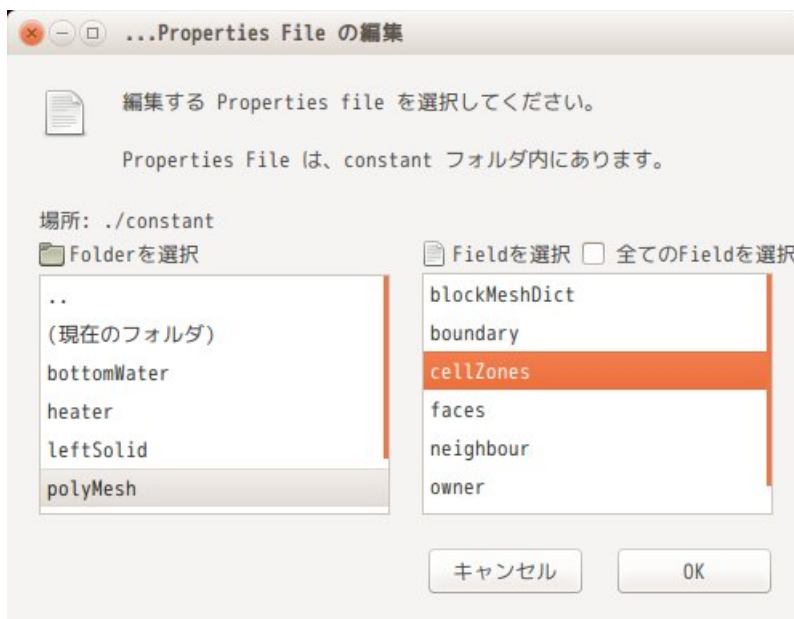 ...Properties File の編集
編集する Properties file を選択してください。
Properties File は、constant フォルダ内にあります。
場所: ./constant
Folderを選択
Fieldを選択 全てのFieldを選択
..
(現在のフォルダ)
bottomWater
heater
leftSolid
polyMesh
blockMeshDict
boundary
cellZones
faces
neighbour
owner
キャンセル OK